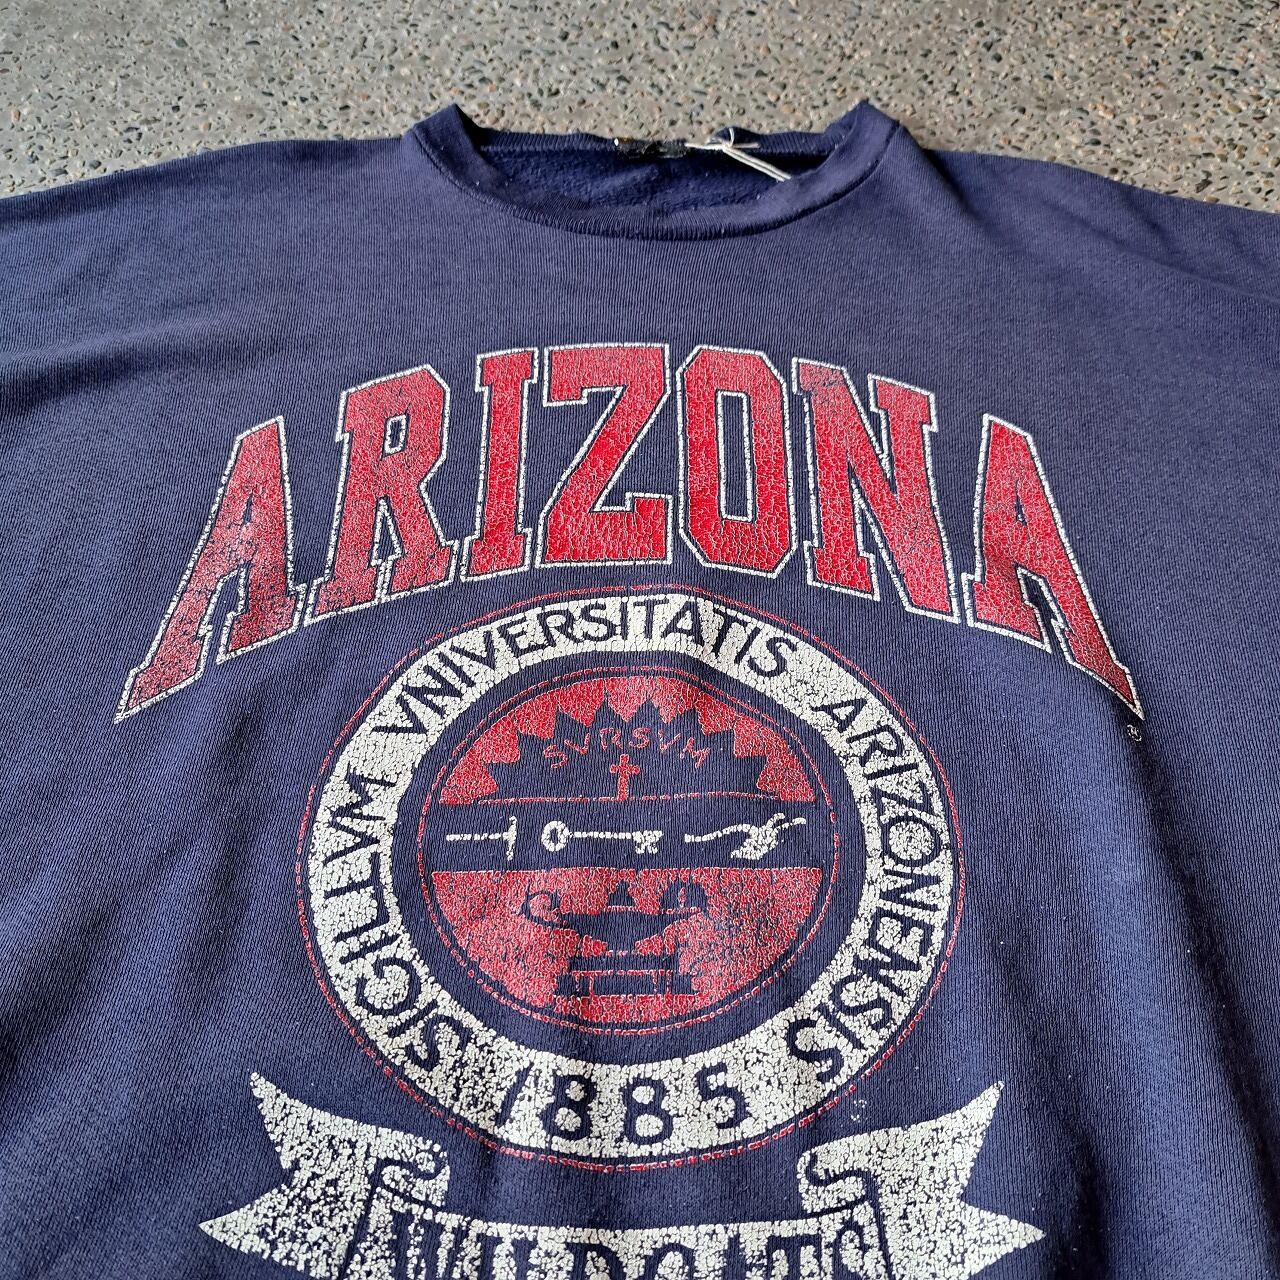 ARIZONA
®
SIGILLVM VNIVERSITATIS ARIZONENSIS
SVRSVM
1885